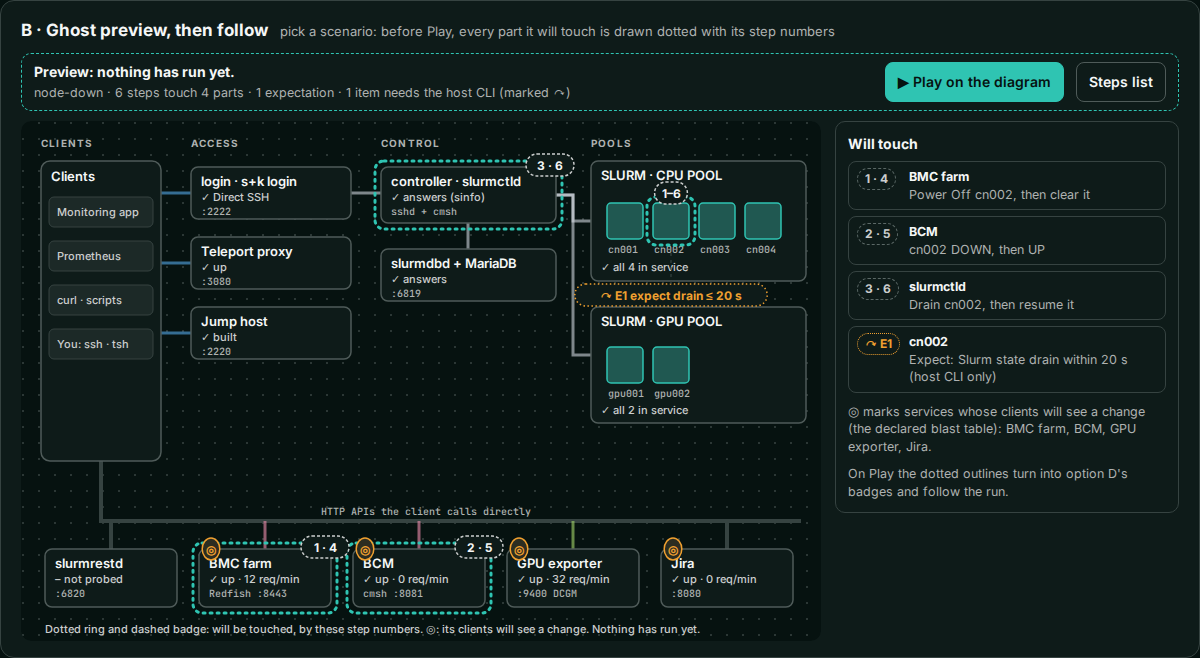 B · Ghost preview, then follow pick a scenario: before Play, every part it will touch is drawn dotted with its step numbers
Preview: nothing has run yet.
node-down · 6 steps touch 4 parts · 1 expectation · 1 item needs the host CLI (marked ↷)
▶ Play on the diagram
Steps list
CLIENTS
ACCESS
CONTROL
POOLS
Clients
Monitoring app
Prometheus
curl · scripts
You: ssh · tsh
login · s+k login
✓ Direct SSH
:2222
Teleport proxy
✓ up
:3080
Jump host
✓ built
:2220
3 · 6
controller · slurmctld
✓ answers (sinfo)
sshd + cmsh
slurmdbd + MariaDB
✓ answers
:6819
SLURM · CPU POOL
1–6
cn001 cn002 cn003 cn004
✓ all 4 in service
↷ E1 expect drain ≤ 20 s
SLURM · GPU POOL
gpu001 gpu002
✓ all 2 in service
HTTP APIs the client calls directly
slurmrestd
– not probed
:6820
◎
1 · 4
BMC farm
✓ up · 12 req/min
Redfish :8443
◎
2 · 5
BCM
✓ up · 0 req/min
cmsh :8081
◎
GPU exporter
✓ up · 32 req/min
:9400 DCGM
◎
Jira
✓ up · 0 req/min
:8080
Dotted ring and dashed badge: will be touched, by these step numbers. ◎: its clients will see a change. Nothing has run yet.
Will touch
1 · 4 BMC farm
Power Off cn002, then clear it
2 · 5 BCM
cn002 DOWN, then UP
3 · 6 slurmctld
Drain cn002, then resume it
↷ E1 cn002
Expect: Slurm state drain within 20 s
(host CLI only)
◎ marks services whose clients will see a change
(the declared blast table): BMC farm, BCM, GPU
exporter, Jira.
On Play the dotted outlines turn into option D's
badges and follow the run.